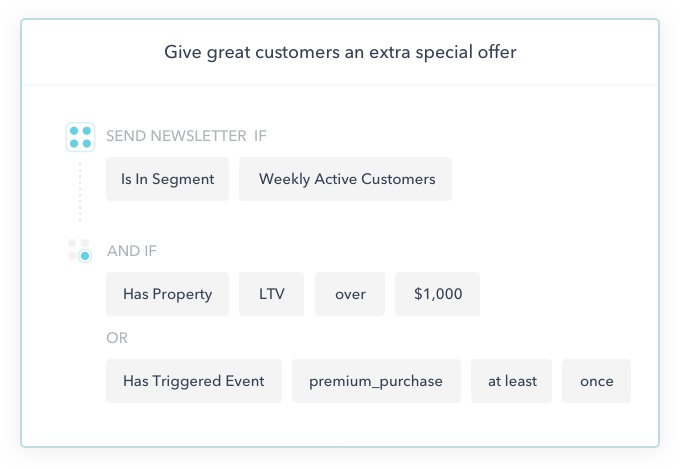 Give great customers an extra special offer
SEND NEWSLETTER IF
Is In Segment Weekly Active Customers
AND IF
Has Property LTV over $1,000
OR
Has Triggered Event premium_purchase at least once